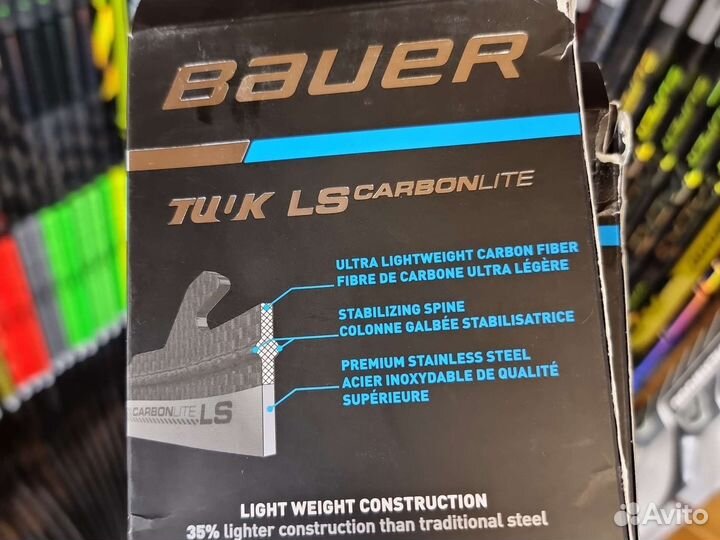 BAUER
TUUK LS CARBONLITE
ULTRA LIGHTWEIGHT CARBON FIBER
FIBRE DE CARBONE ULTRA LÉGÈRE
STABILIZING SPINE
COLONNE GALBÉE STABILISATRICE
PREMIUM STAINLESS STEEL
ACIER INOXYDABLE DE QUALITÉ
SUPÉRIEURE
CARBONLITE LS
LIGHT WEIGHT CONSTRUCTION
35% lighter construction than traditional steel
Avito